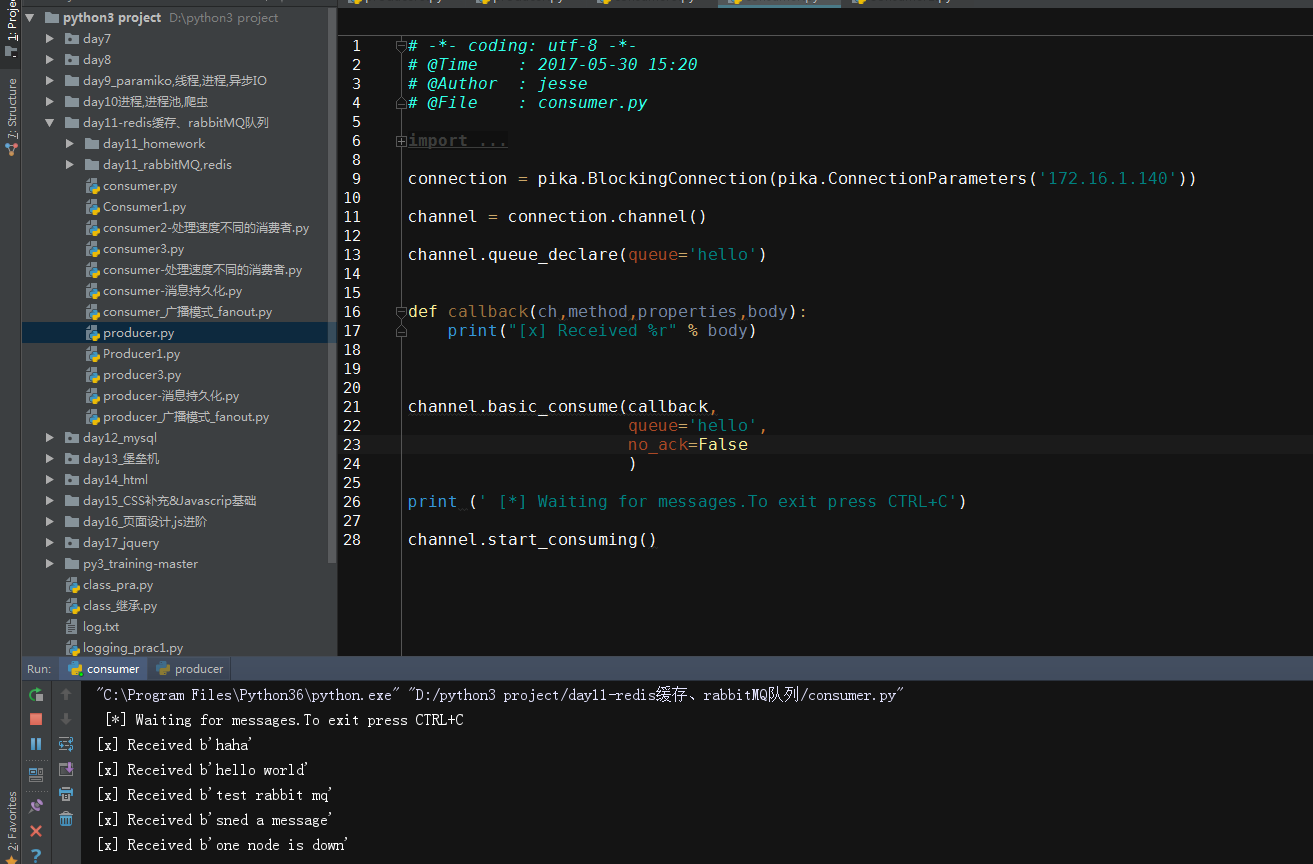 1: Project
7: Structure
2: Favorites
python3 project D:\python3 project
day7
day8
day9_paramiko,线程,进程,异步IO
day10进程,进程池,爬虫
day11-redis缓存、rabbitMQ队列
day11_homework
day11_rabbitMQ,redis
consumer.py
Consumer1.py
consumer2-处理速度不同的消费者.py
consumer3.py
consumer-处理速度不同的消费者.py
consumer-消息持久化.py
consumer_广播模式_fanout.py
producer.py
Producer1.py
producer3.py
producer-消息持久化.py
producer_广播模式_fanout.py
day12_mysql
day13_堡垒机
day14_html
day15_CSS补充&Javascrip基础
day16_页面设计,js进阶
day17_jquery
py3_training-master
class_pra.py
class_继承.py
log.txt
logging_prac1.py
1 # -*- coding: utf-8 -*-
2 # @Time    : 2017-05-30 15:20
3 # @Author  : jesse
4 # @File    : consumer.py
5
6 import ...
8
9 connection = pika.BlockingConnection(pika.ConnectionParameters('172.16.1.140'))
10
11 channel = connection.channel()
12
13 channel.queue_declare(queue='hello')
14
15
16 def callback(ch,method,properties,body):
17     print("[x] Received %r" % body)
18
19
20
21 channel.basic_consume(callback,
22                       queue='hello',
23                       no_ack=False
24                       )
25
26 print (' [*] Waiting for messages.To exit press CTRL+C')
27
28 channel.start_consuming()
Run: consumer producer
"C:\Program Files\Python36\python.exe" "D:/python3 project/day11-redis缓存、rabbitMQ队列/consumer.py"
 [*] Waiting for messages.To exit press CTRL+C
[x] Received b'haha'
[x] Received b'hello world'
[x] Received b'test rabbit mq'
[x] Received b'sned a message'
[x] Received b'one node is down'